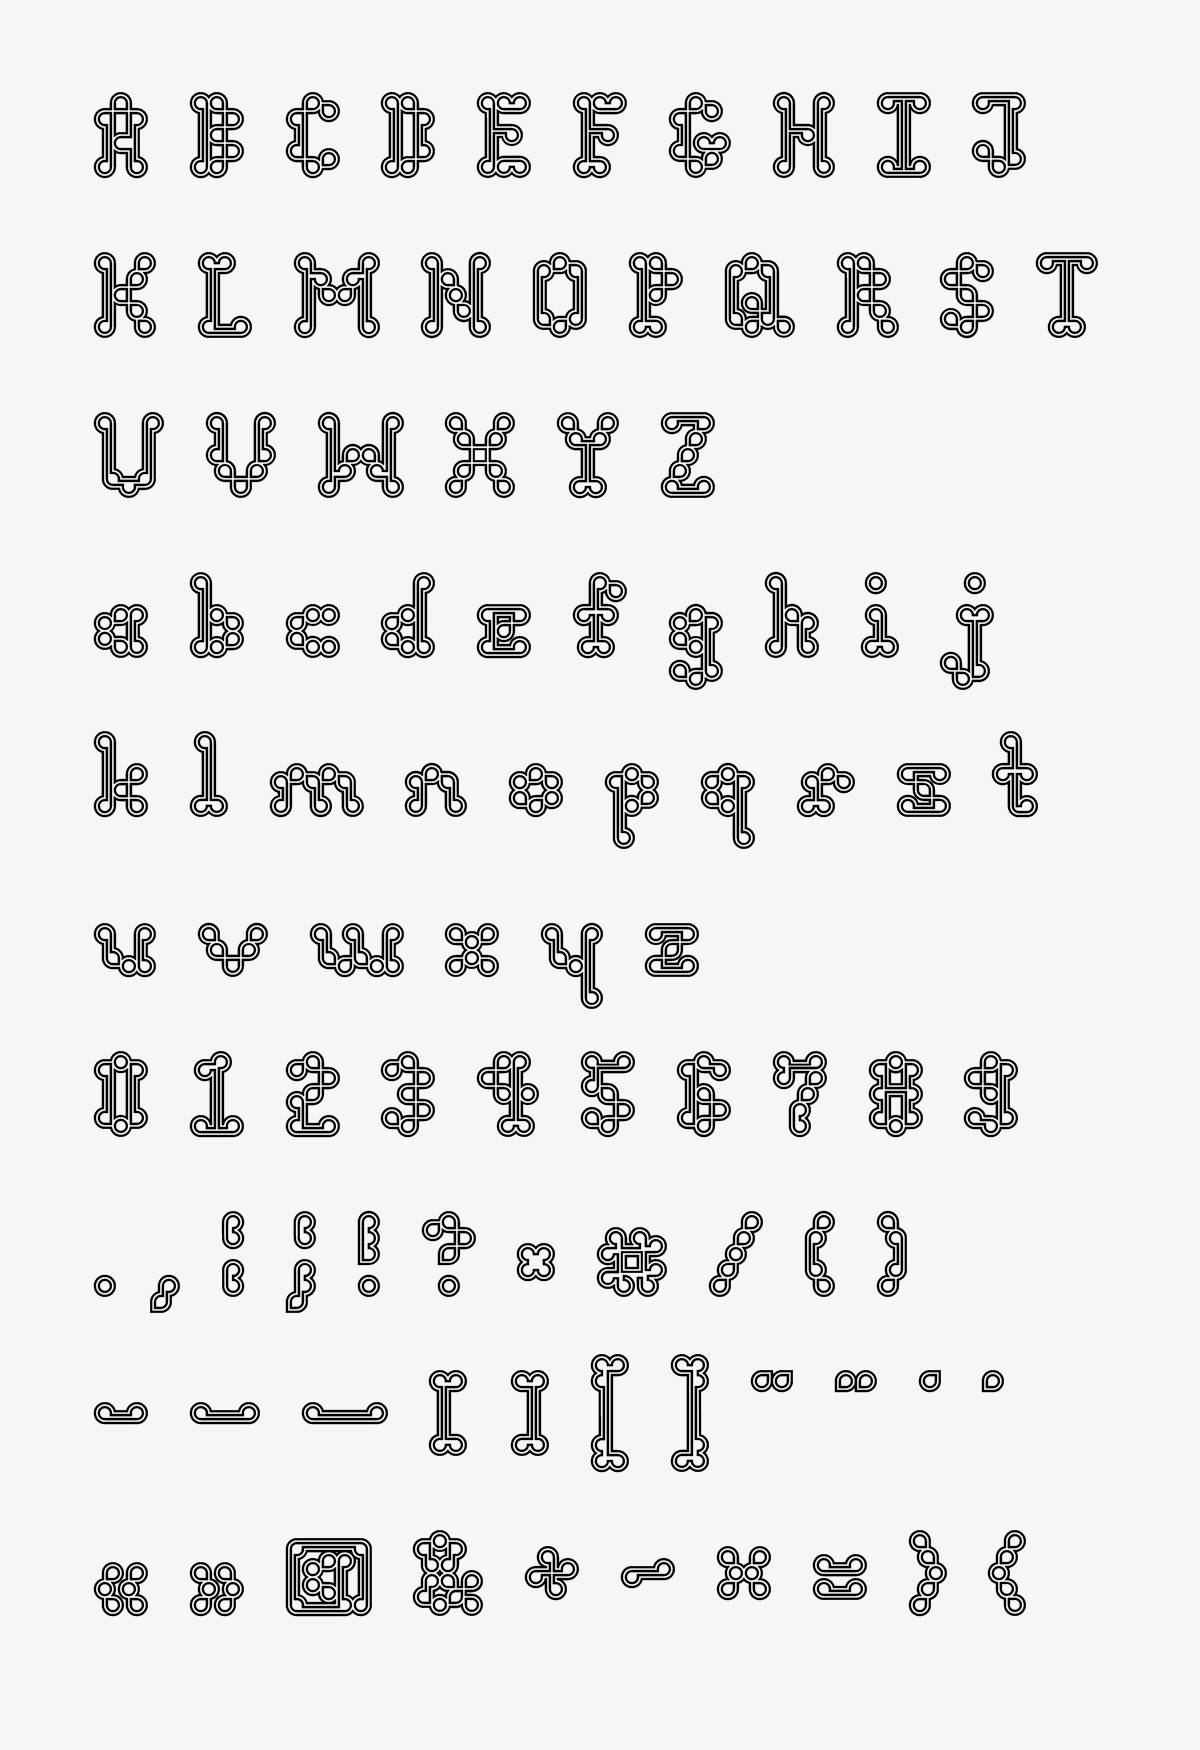 A B C D E F G H I J
K L M N O P Q R S T
U V W X Y Z
a b c d e f g h i j
k l m n o p q r s t
u v w x y z
0 1 2 3 4 5 6 7 8 9
. , : ; ! ? * # / ( )
- – — [ ] “ ” ‘ ’
« » @ & + - × = > <